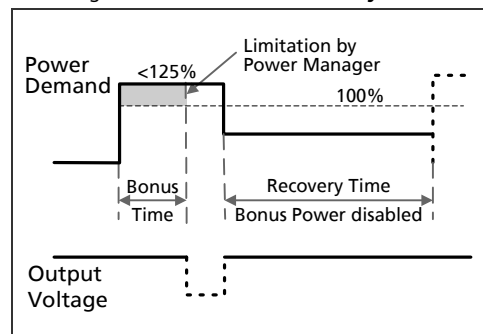 Limitation by
Power Manager
Power
Demand
<125%
100%
Bonus
Time
Recovery Time
Bonus Power disabled
Output
Voltage